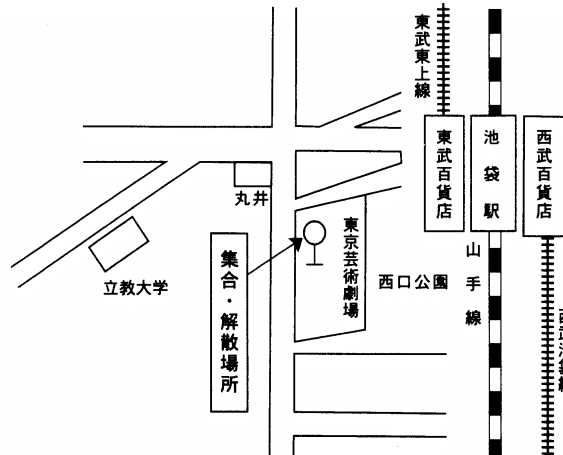 東武東上線
東武百貨店
池袋駅
西武百貨店
丸井
東京芸術劇場
集合・解散場所
立教大学
西口公園
山手線